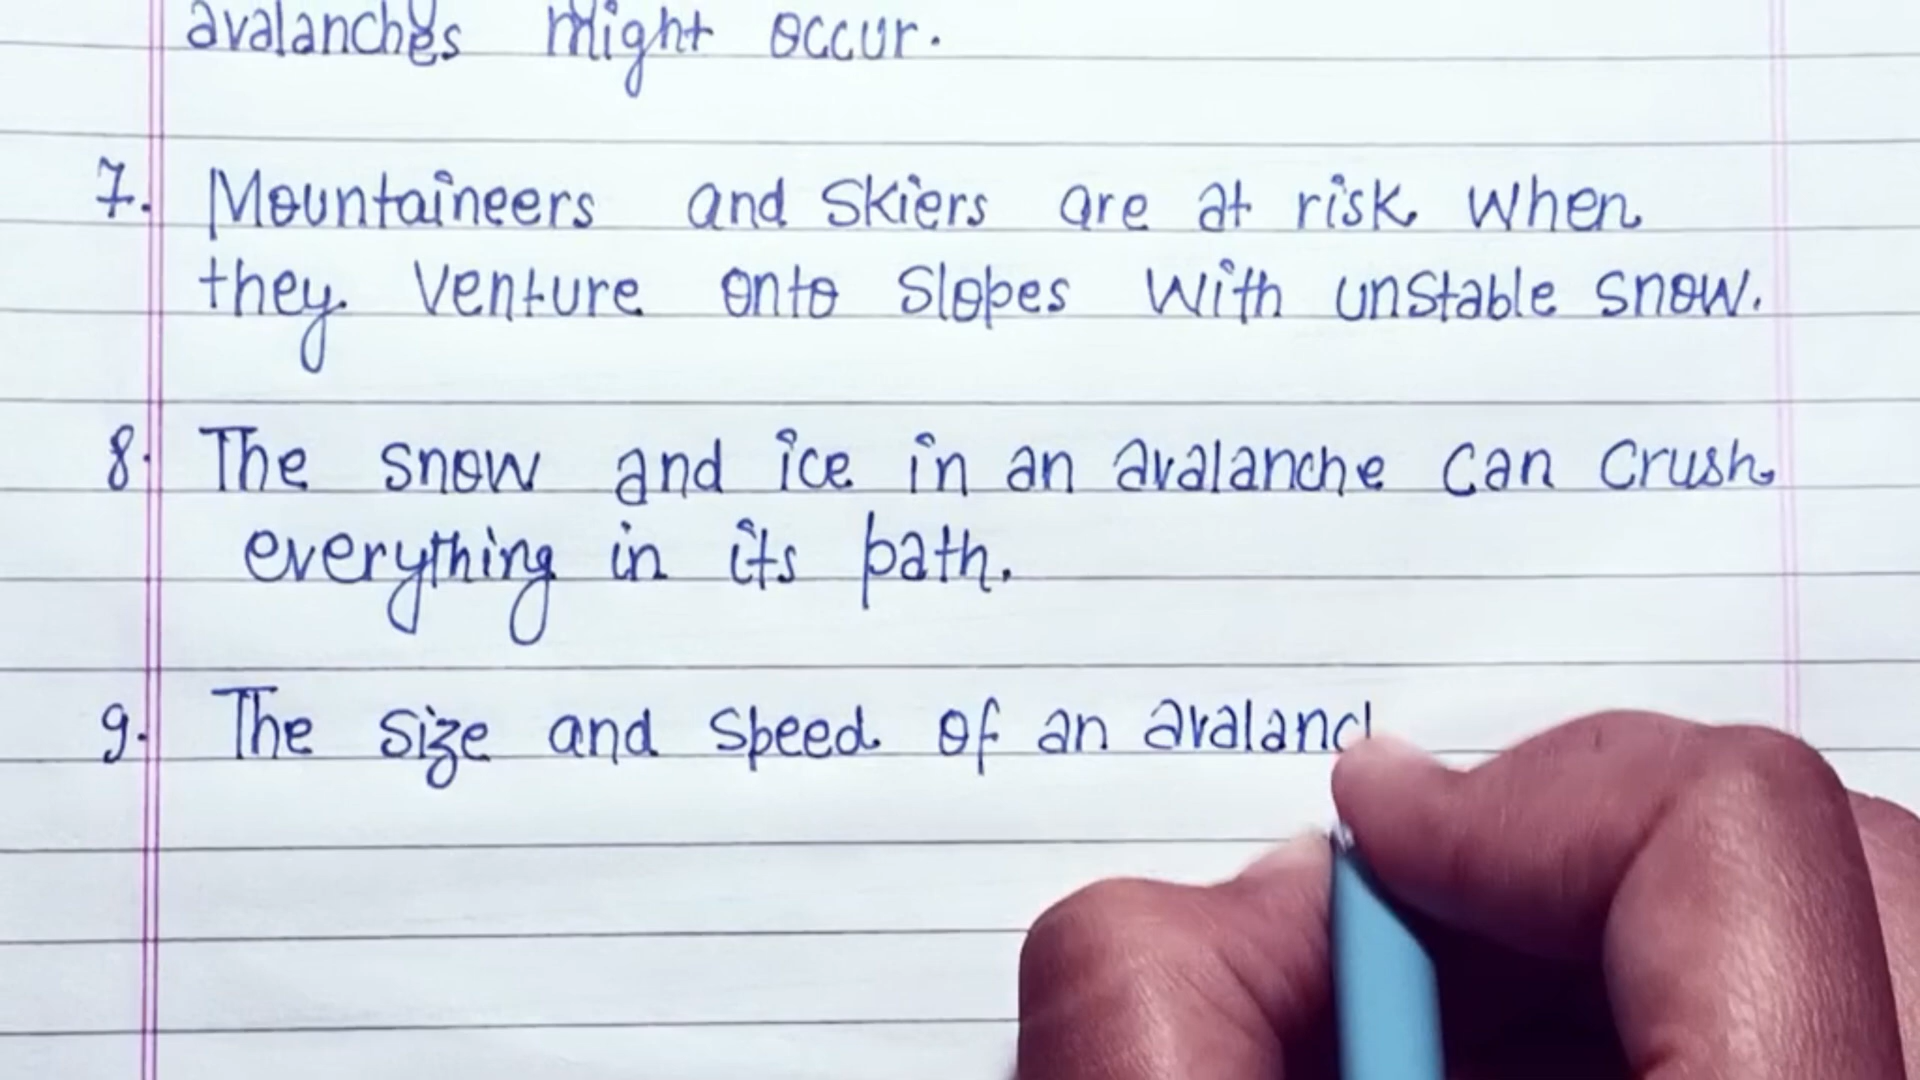 avalanches might occur.
7. Mountaineers and Skiers are at risk when
they venture onto Slopes With unstable snow.
8. The snow and ice in an avalanche can crush
everything in its path.
9. The size and speed of an avalanc